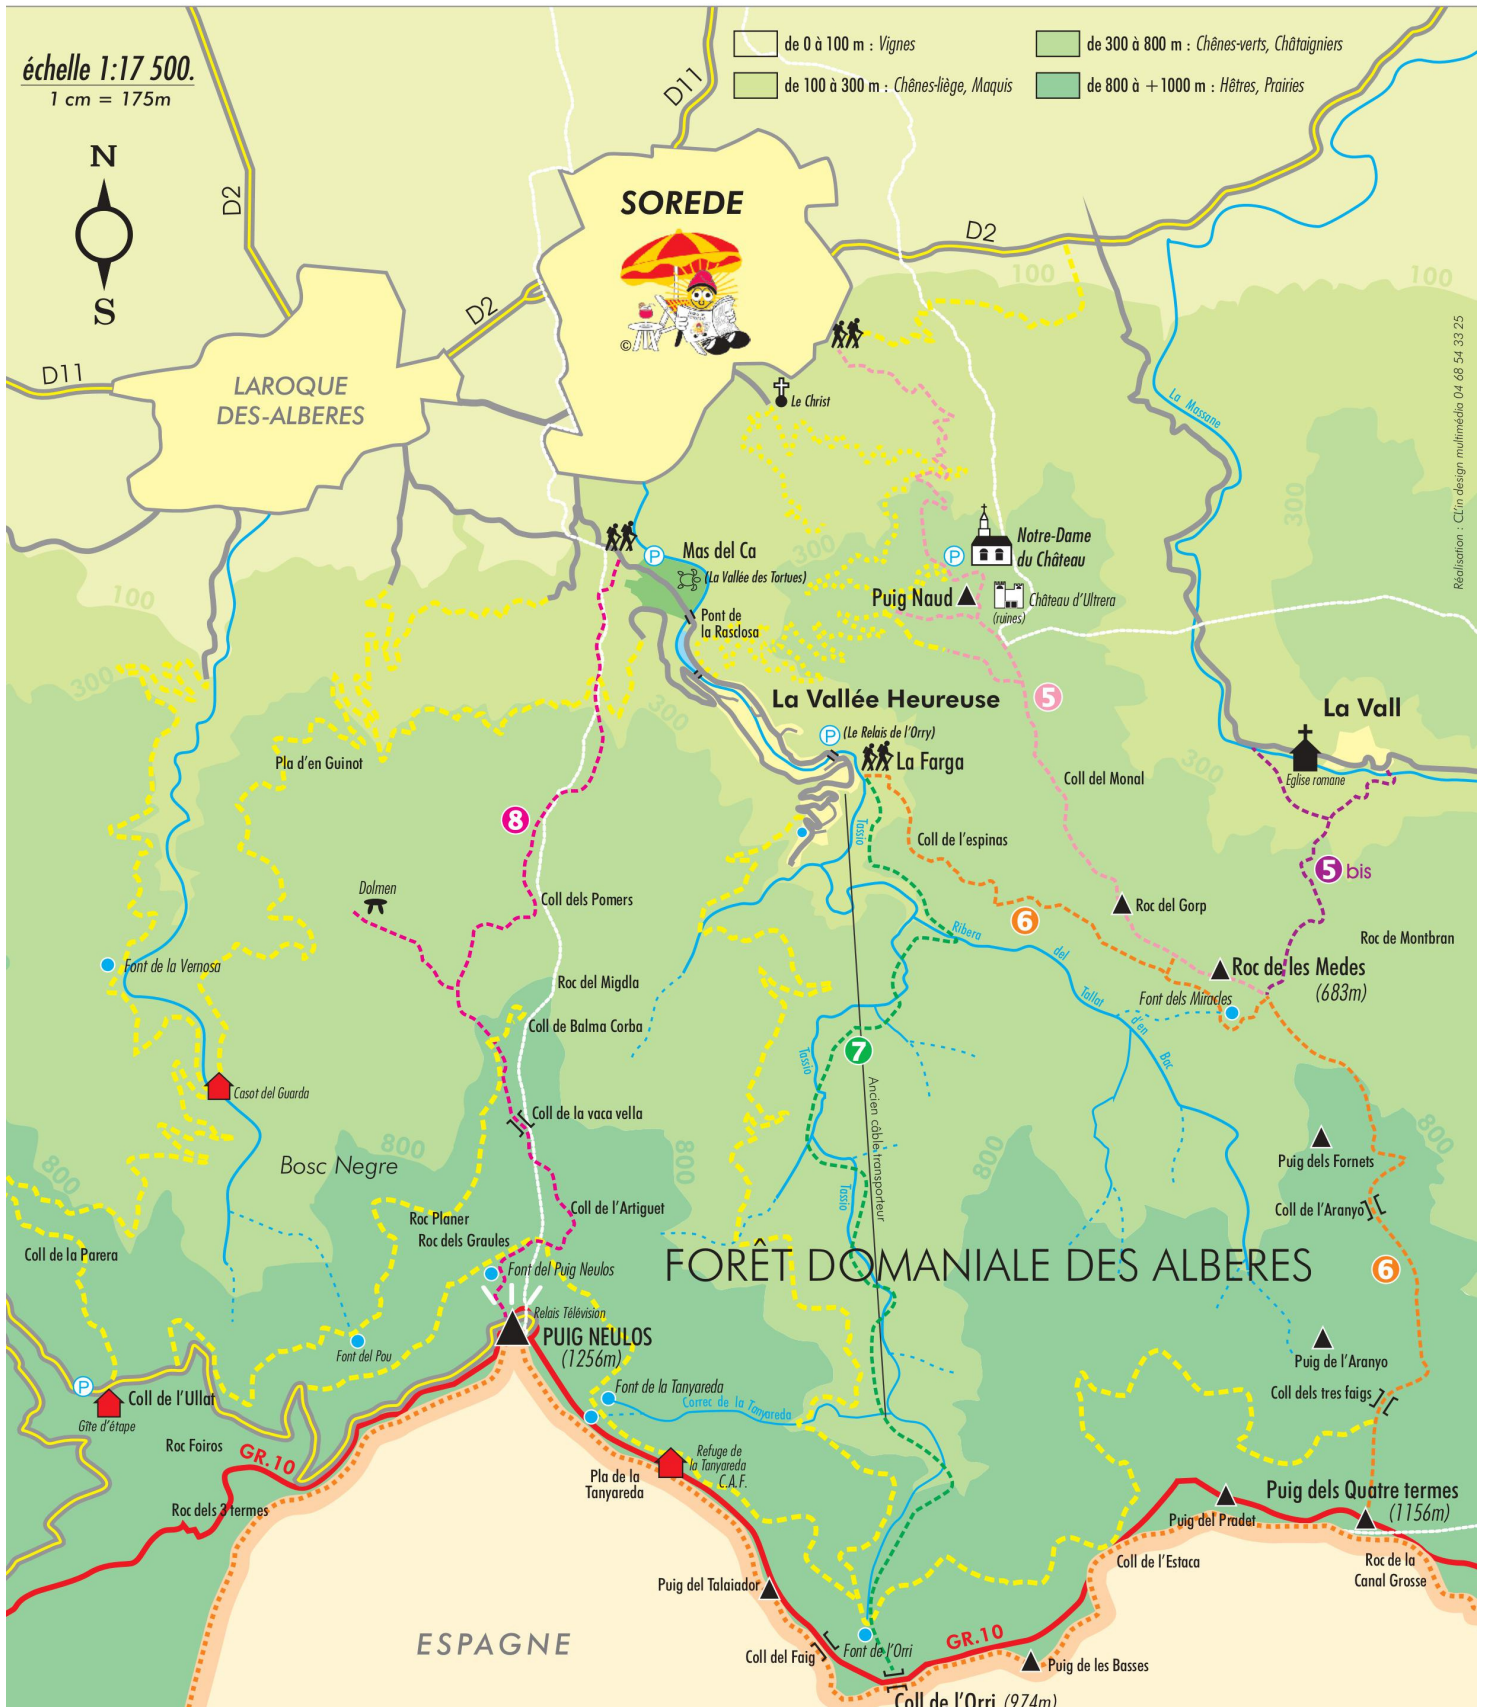 échelle 1:17 500.
1 cm = 175m
de 0 à 100 m : Vignes
de 100 à 300 m : Chênes-liège, Maquis
de 300 à 800 m : Chênes-verts, Châtaigniers
de 800 à +1000 m : Hêtres, Prairies
D11
N
S
D2
SOREDE
©
D2
D2
100
100
D11
LAROQUE
DES-ALBERES
Le Christ
La Massane
Réalisation : CL'in design multimédia 04 68 54 33 25
300
Notre-Dame
du Château
P
P
Mas del Ca
(La Vallée des Tortues)
300
Puig Naud
Château d'Ultrera
(ruines)
100
Pont de
la Rasclosa
300
300
La Vallée Heureuse
5
La Vall
P
(Le Relais de l'Orry)
La Farga
Pla d'en Guinot
Coll del Monal
300
Eglise romane
8
Tassio
Coll de l'espinas
5 bis
Dolmen
Coll dels Pomers
Roc del Gorp
6
Ribera
del
Tallat
d'en
Bac
Roc de Montbran
Font de la Vernosa
Roc de les Medes
(683m)
Roc del Migdla
Font dels Miracles
Coll de Balma Corba
7
Tassio
Ancien câble transporteur
Casot del Guarda
Coll de la vaca vella
800
800
800
800
800
Bosc Negre
Puig dels Fornets
Tassio
Coll de l'Artiguet
Coll de l'Aranyo
Roc Planer
Roc dels Graules
Coll de la Parera
FORÊT DOMANIALE DES ALBERES
Font del Puig Neulos
6
Relais Télévision
PUIG NEULOS
(1256m)
Font del Pou
Puig de l'Aranyo
P
Coll de l'Ullat
Gîte d'étape
Font de la Tanyareda
Correc de la Tanyareda
Coll dels tres faigs
Roc Foiros
GR.10
Refuge de
la Tanyareda
C.A.F.
Pla de la
Tanyareda
Roc dels 3 termes
Puig dels Quatre termes
(1156m)
Puig del Pradet
Coll de l'Estaca
Roc de la
Canal Grosse
Puig del Talaiador
ESPAGNE
GR.10
Coll del Faig
Font de l'Orri
Puig de les Basses
Coll de l'Orri (974m)